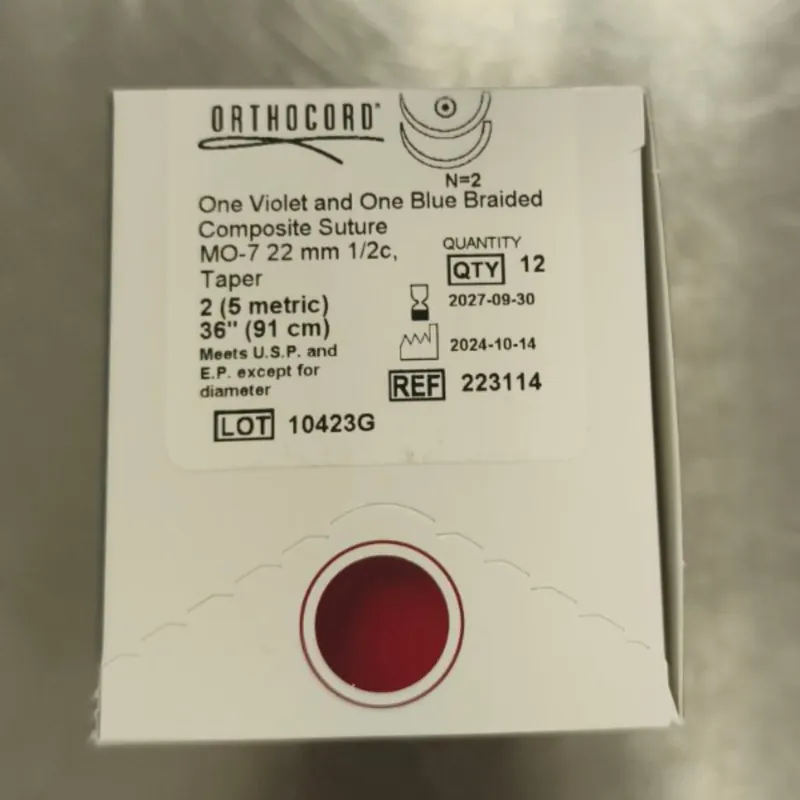 ORTHOCORD®
N=2
One Violet and One Blue Braided
Composite Suture
MO-7 22 mm 1/2c,
Taper
2 (5 metric)
36" (91 cm)
Meets U.S.P. and
E.P. except for
diameter
QUANTITY
QTY 12
2027-09-30
2024-10-14
REF 223114
LOT 10423G